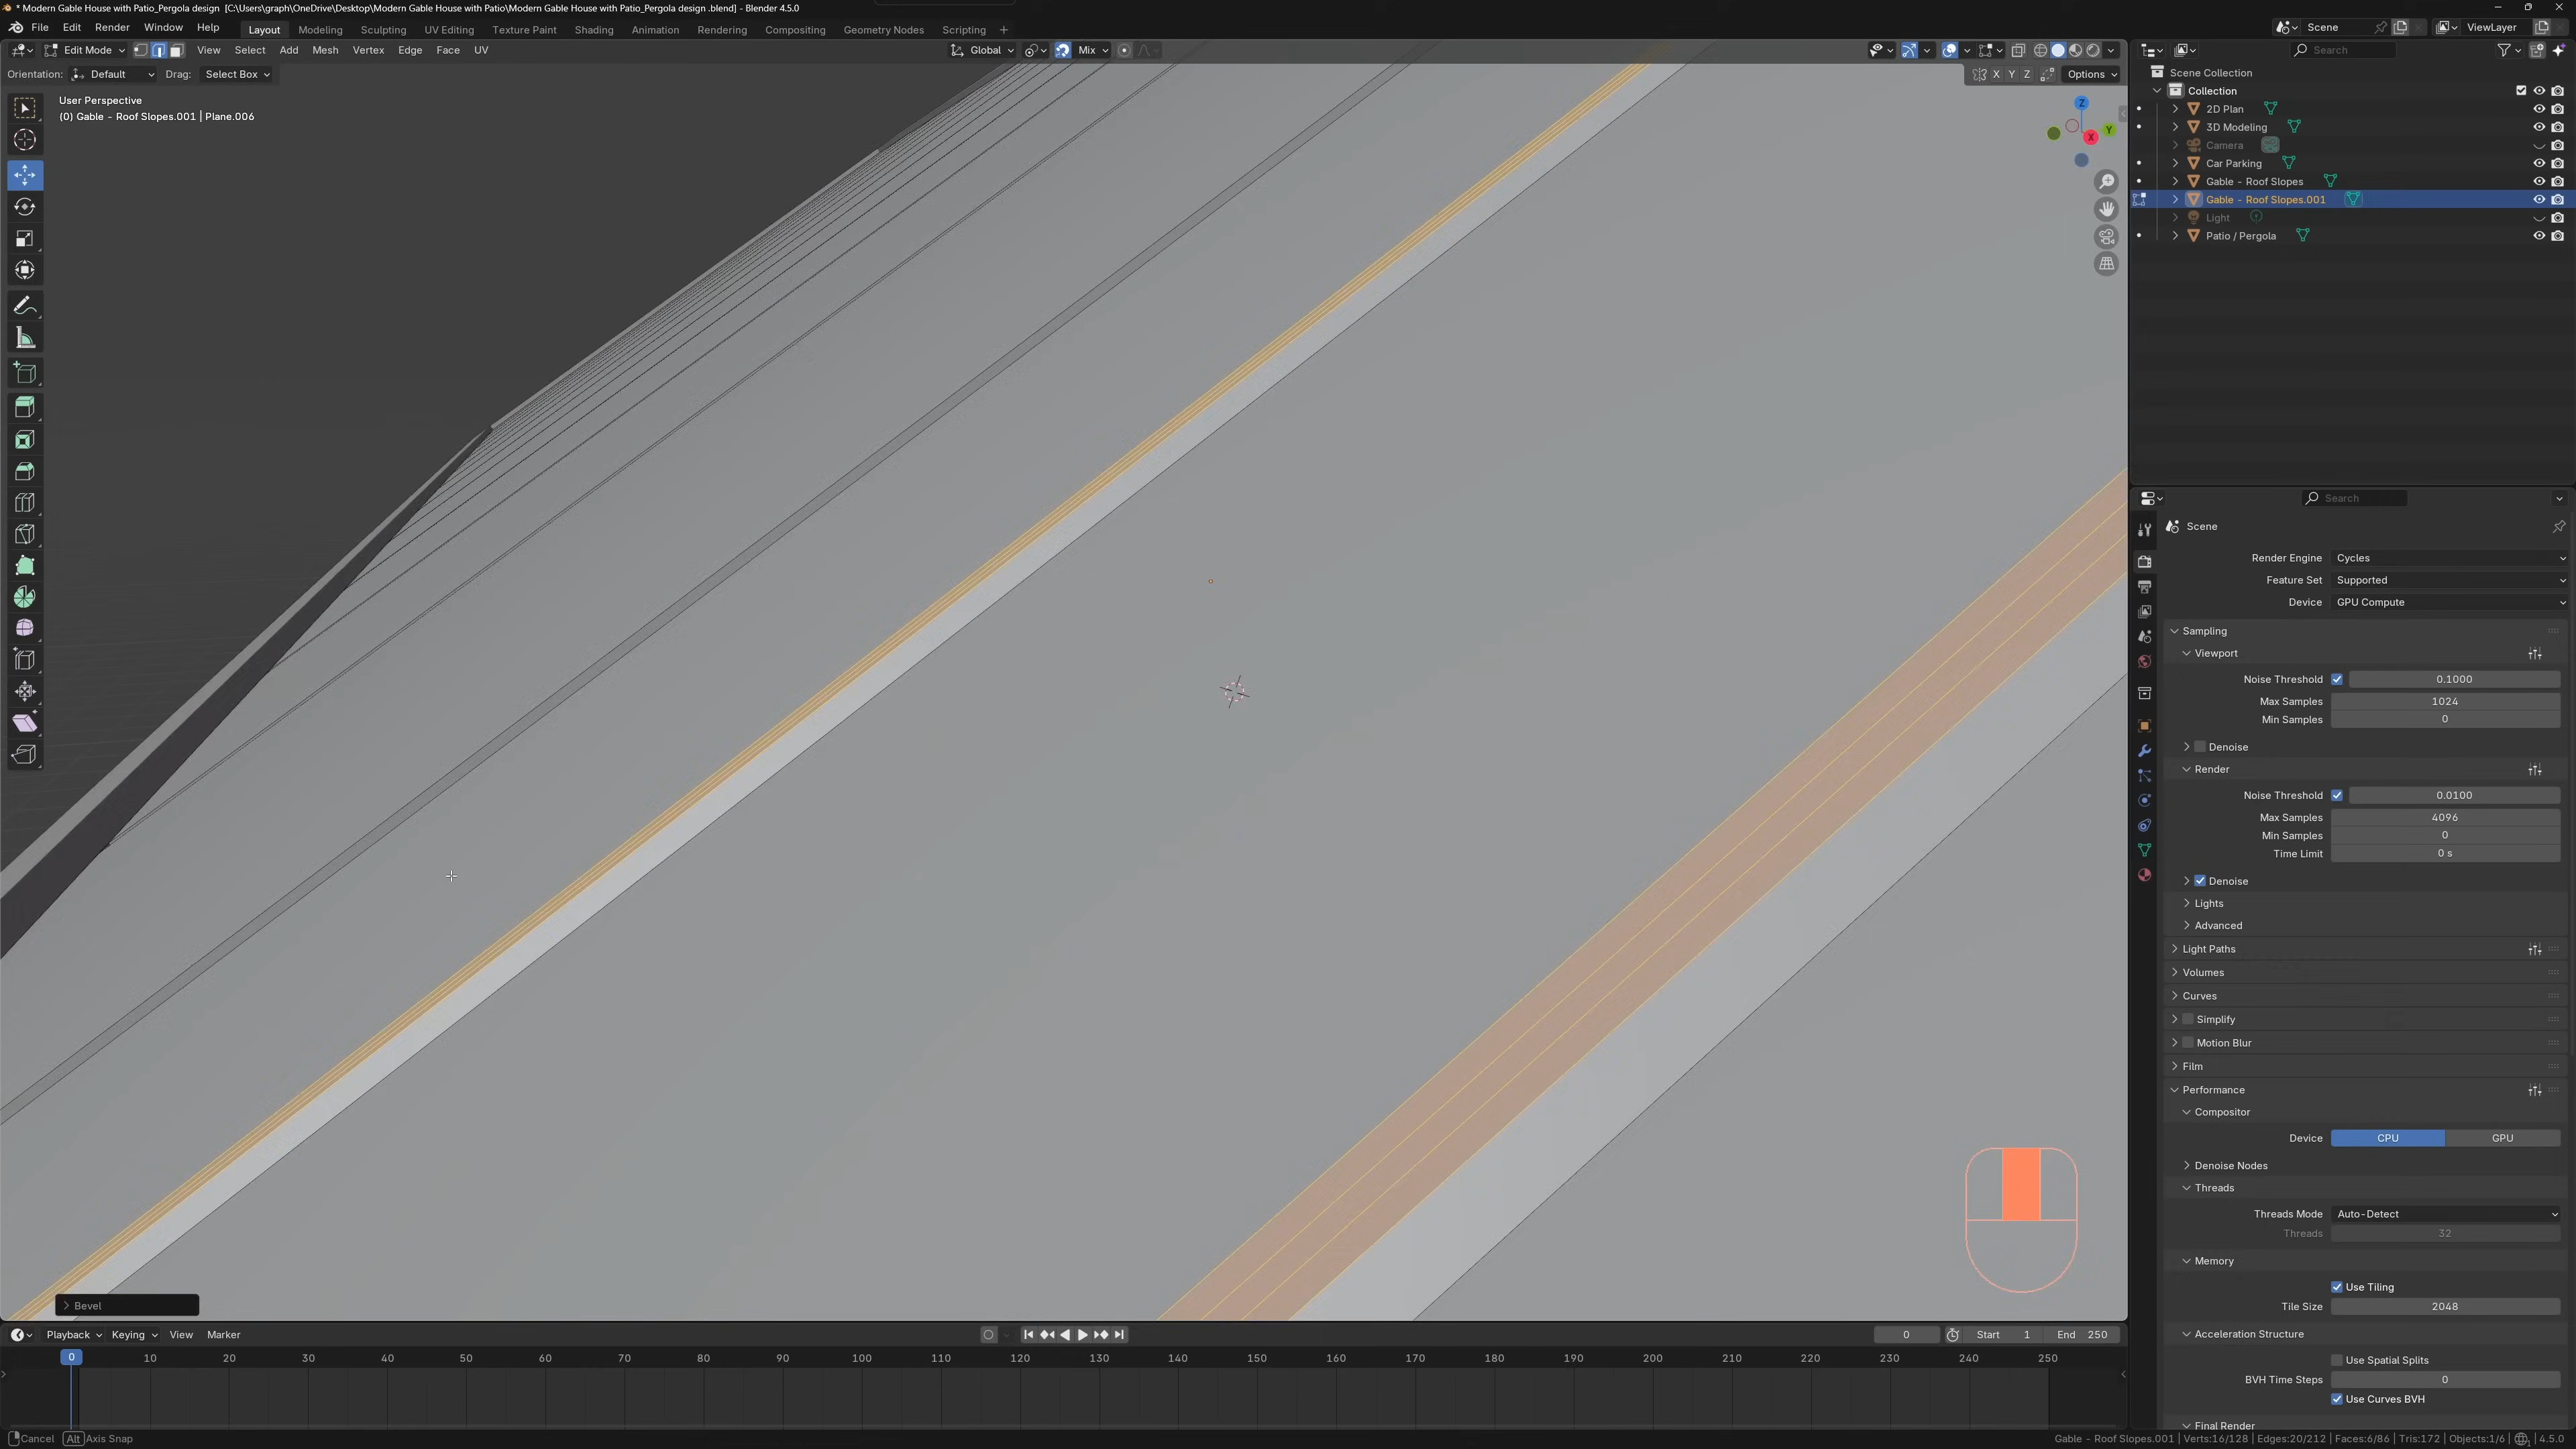 * Modern Gable House with Patio_Pergola design [C:\Users\graph\OneDrive\Desktop\Modern Gable House with Patio\Modern Gable House with Patio_Pergola design .blend] - Blender 4.5.0
File Edit Render Window Help Layout Modeling Sculpting UV Editing Texture Paint Shading Animation Rendering Compositing Geometry Nodes Scripting + Scene ViewLayer
Edit Mode View Select Add Mesh Vertex Edge Face UV Global Mix Search
Orientation: Default Drag: Select Box X Y Z Options
User Perspective
(0) Gable - Roof Slopes.001 | Plane.006
Z
Y
X
Scene Collection
Collection
2D Plan
3D Modeling
Camera
Car Parking
Gable - Roof Slopes
Gable - Roof Slopes.001
Light
Patio / Pergola
Search
Scene
Render Engine Cycles
Feature Set Supported
Device GPU Compute
Sampling
Viewport
Noise Threshold 0.1000
Max Samples 1024
Min Samples 0
Denoise
Render
Noise Threshold 0.0100
Max Samples 4096
Min Samples 0
Time Limit 0 s
Denoise
Lights
Advanced
Light Paths
Volumes
Curves
Simplify
Motion Blur
Film
Performance
Compositor
Device CPU GPU
Denoise Nodes
Threads
Threads Mode Auto-Detect
Threads 32
Memory
Use Tiling
Tile Size 2048
Acceleration Structure
Use Spatial Splits
BVH Time Steps 0
Use Curves BVH
Final Render
Bevel
Playback Keying View Marker 0 Start 1 End 250
0 10 20 30 40 50 60 70 80 90 100 110 120 130 140 150 160 170 180 190 200 210 220 230 240 250
Cancel Alt Axis Snap Gable - Roof Slopes.001 | Verts:16/128 | Edges:20/212 | Faces:6/86 | Tris:172 | Objects:1/6 | 4.5.0